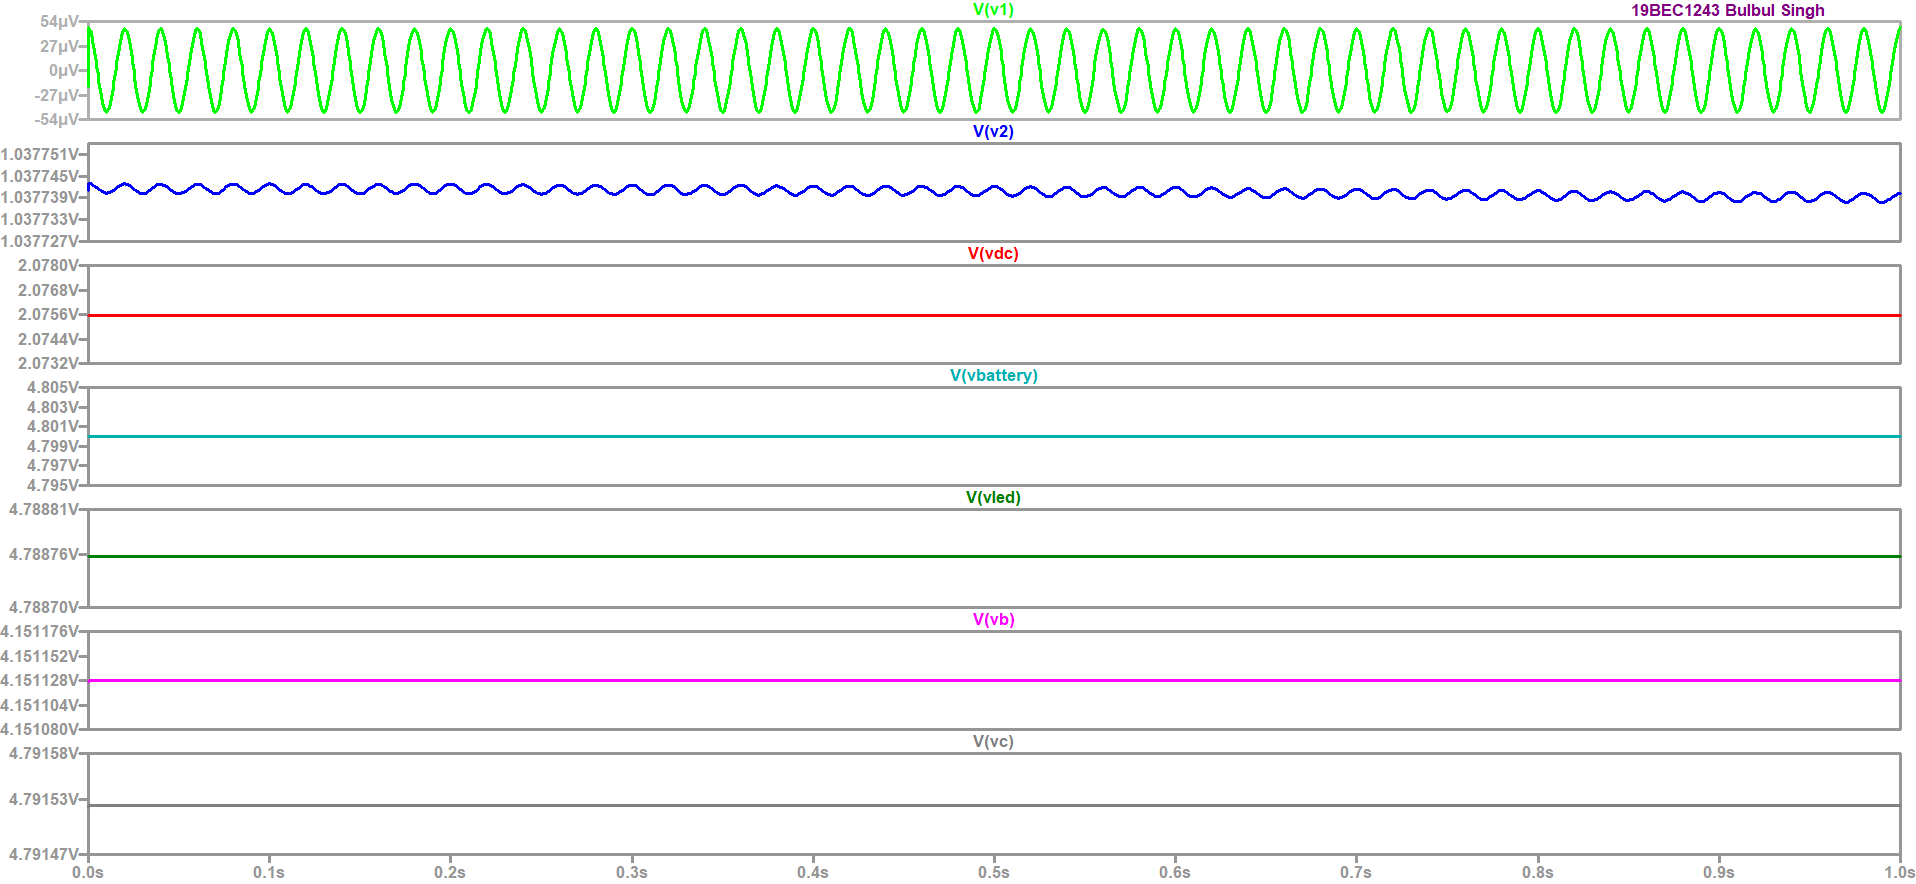 V(v1)
19BEC1243 Bulbul Singh
54µV
27µV
0µV
-27µV
-54µV
V(v2)
1.037751V
1.037745V
1.037739V
1.037733V
1.037727V
V(vdc)
2.0780V
2.0768V
2.0756V
2.0744V
2.0732V
V(vbattery)
4.805V
4.803V
4.801V
4.799V
4.797V
4.795V
V(vled)
4.78881V
4.78876V
4.78870V
V(vb)
4.151176V
4.151152V
4.151128V
4.151104V
4.151080V
V(vc)
4.79158V
4.79153V
4.79147V
0.0s 0.1s 0.2s 0.3s 0.4s 0.5s 0.6s 0.7s 0.8s 0.9s 1.0s